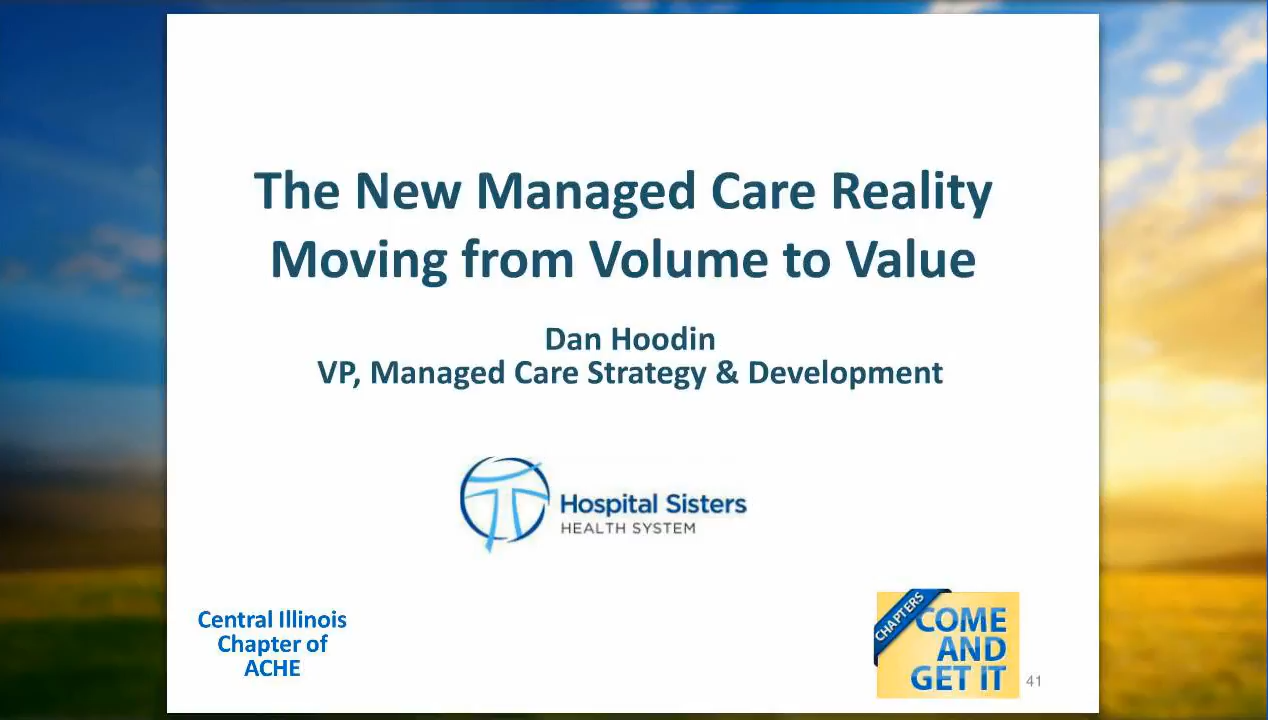 The New Managed Care Reality
Moving from Volume to Value
Dan Hoodin
VP, Managed Care Strategy & Development
Hospital Sisters
HEALTH SYSTEM
Central Illinois
Chapter of
ACHE
CHAPTERS
COME
AND
GET IT
41